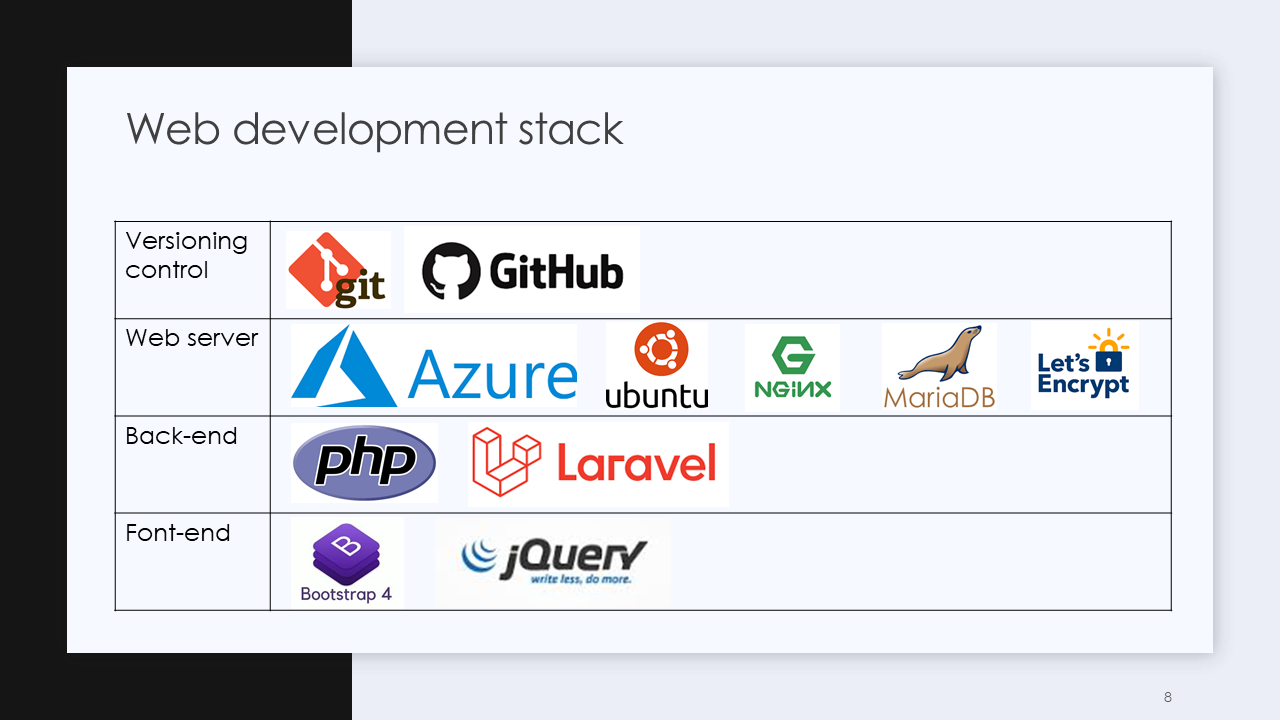 Web development stack
Versioning
control
git
GitHub
Web server
Azure
ubuntu
NGiNX
MariaDB
Let's
Encrypt
Back-end
php
Laravel
Font-end
B
Bootstrap 4
jQuery
write less, do more.
8